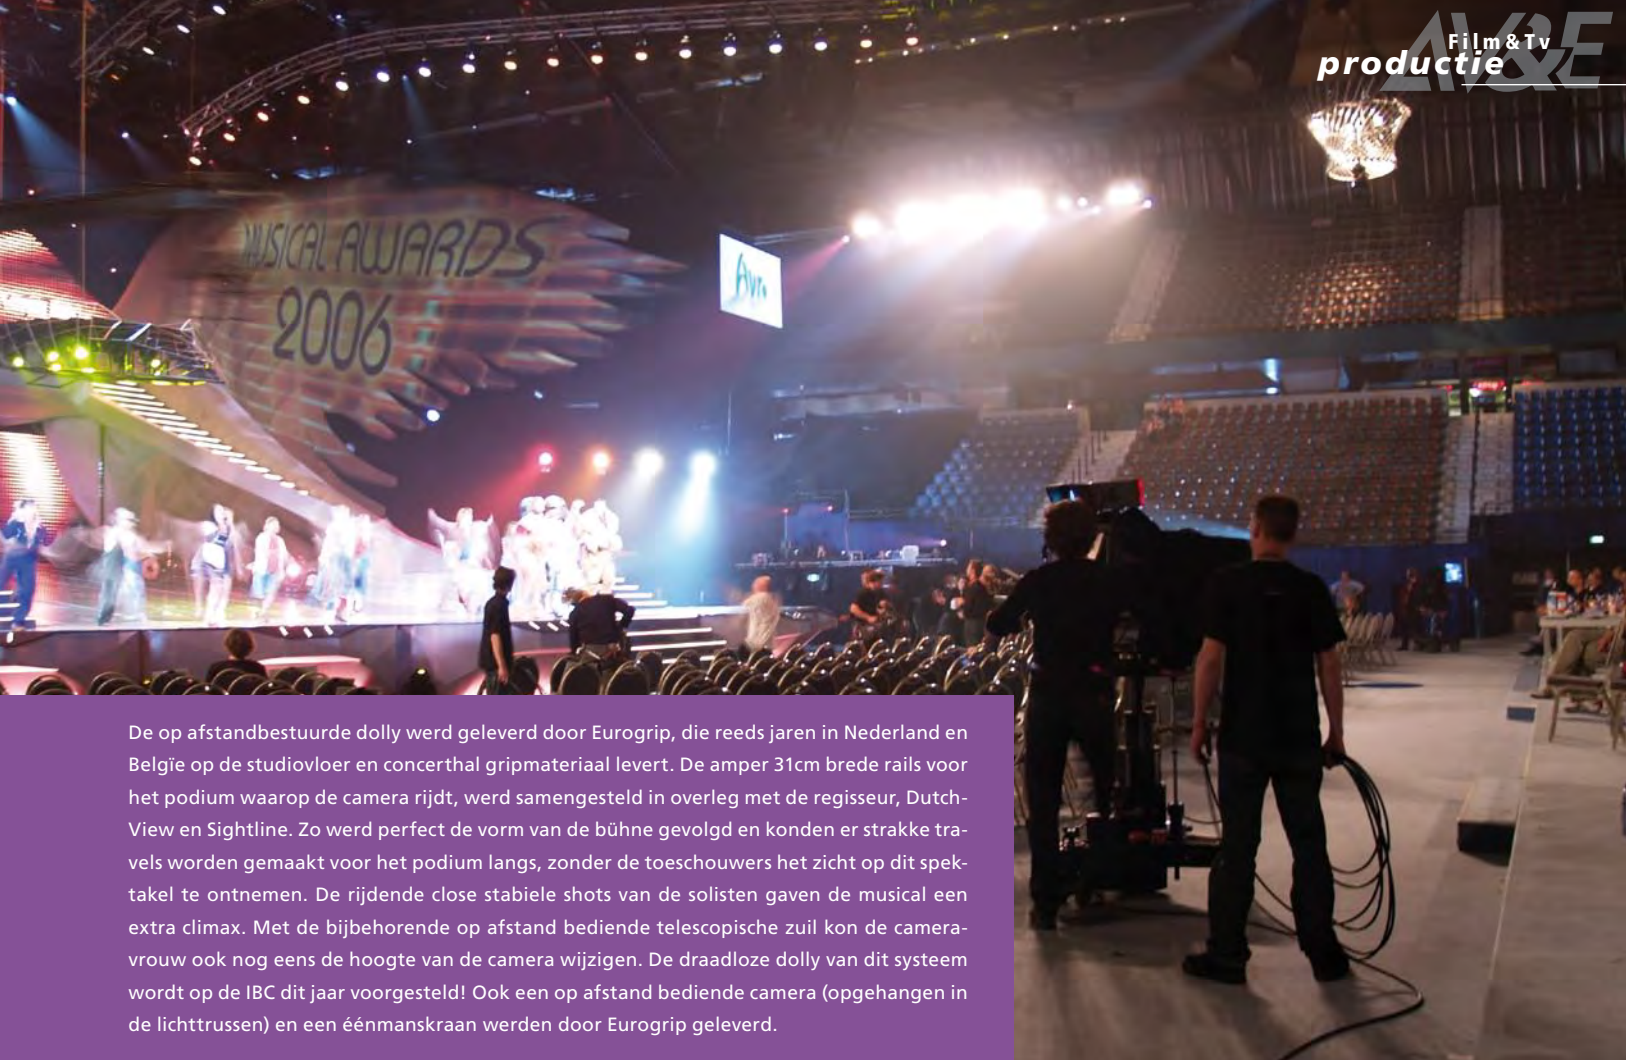 AV&E
Film&Tv
productie
MUSICAL AWARDS
2006
Avro
De op afstandbestuurde dolly werd geleverd door Eurogrip, die reeds jaren in Nederland en
Belgïe op de studiovloer en concerthal gripmateriaal levert. De amper 31cm brede rails voor
het podium waarop de camera rijdt, werd samengesteld in overleg met de regisseur, Dutch-
View en Sightline. Zo werd perfect de vorm van de bühne gevolgd en konden er strakke tra-
vels worden gemaakt voor het podium langs, zonder de toeschouwers het zicht op dit spek-
takel te ontnemen. De rijdende close stabiele shots van de solisten gaven de musical een
extra climax. Met de bijbehorende op afstand bediende telescopische zuil kon de camera-
vrouw ook nog eens de hoogte van de camera wijzigen. De draadloze dolly van dit systeem
wordt op de IBC dit jaar voorgesteld! Ook een op afstand bediende camera (opgehangen in
de lichttrussen) en een éénmanskraan werden door Eurogrip geleverd.